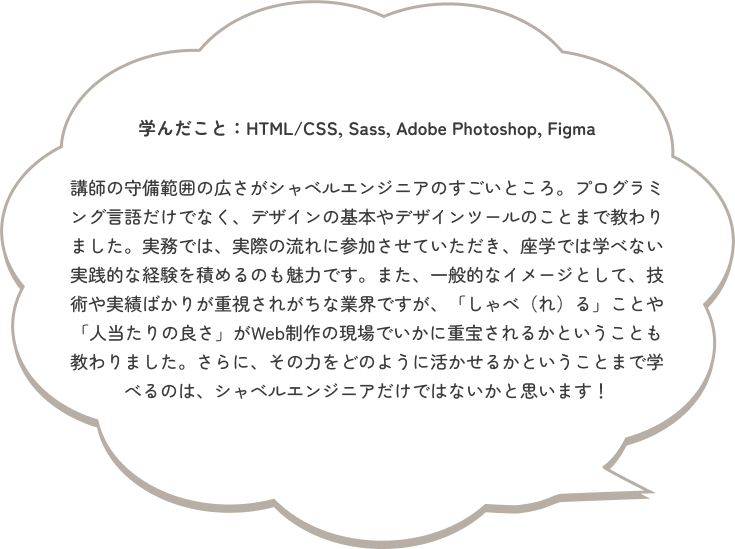 学んだこと：HTML/CSS, Sass, Adobe Photoshop, Figma
講師の守備範囲の広さがシャベルエンジニアのすごいところ。プログラミ
ング言語だけでなく、デザインの基本やデザインツールのことまで教わり
ました。実務では、実際の流れに参加させていただき、座学では学べない
実践的な経験を積めるのも魅力です。また、一般的なイメージとして、技
術や実績ばかりが重視されがちな業界ですが、「しゃべ（れ）る」ことや
「人当たりの良さ」がWeb制作の現場でいかに重宝されるかということも
教わりました。さらに、その力をどのように活かせるかということまで学
べるのは、シャベルエンジニアだけではないかと思います！